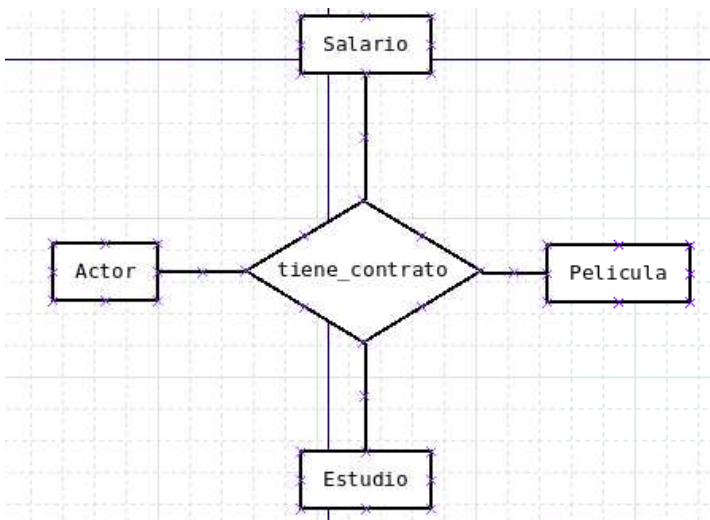 Salario
Actor
tiene_contrato
Pelicula
Estudio